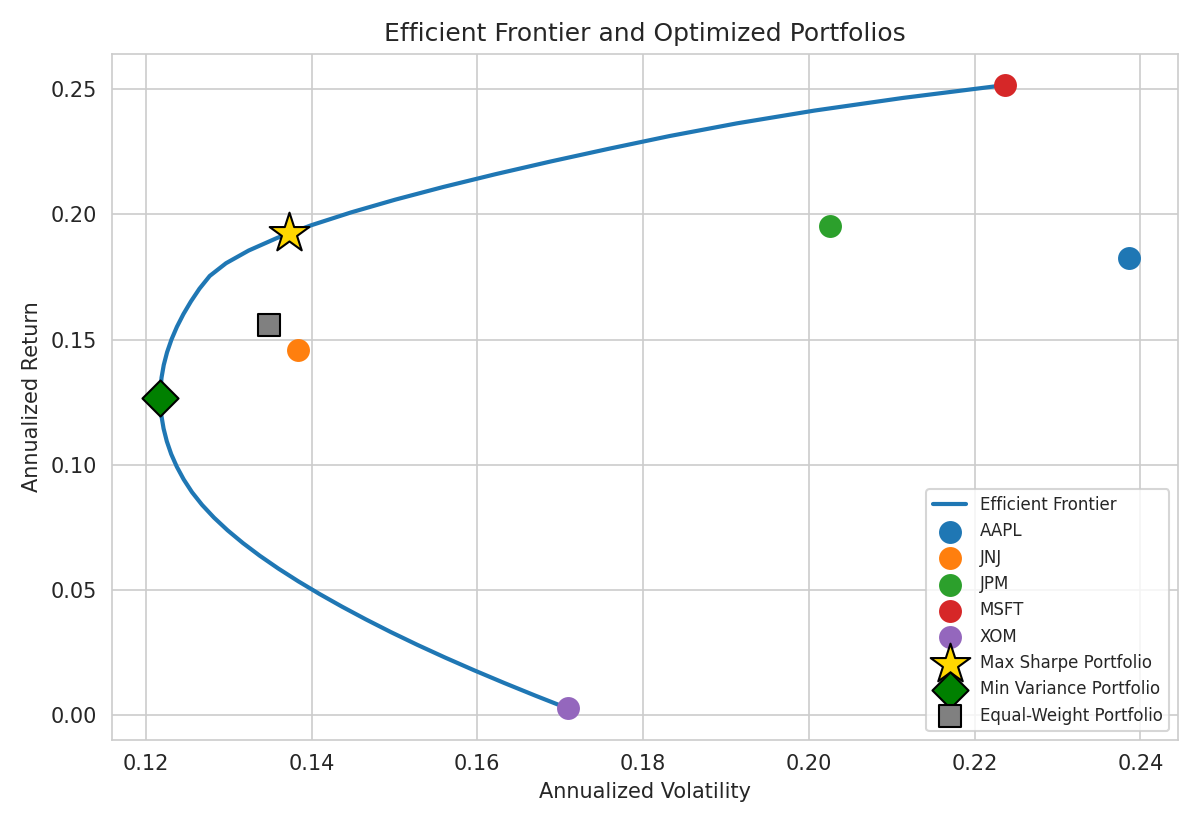 Efficient Frontier and Optimized Portfolios
Annualized Return
0.25
0.20
0.15
0.10
0.05
0.00
0.12 0.14 0.16 0.18 0.20 0.22 0.24
Annualized Volatility
Efficient Frontier
AAPL
JNJ
JPM
MSFT
XOM
Max Sharpe Portfolio
Min Variance Portfolio
Equal-Weight Portfolio